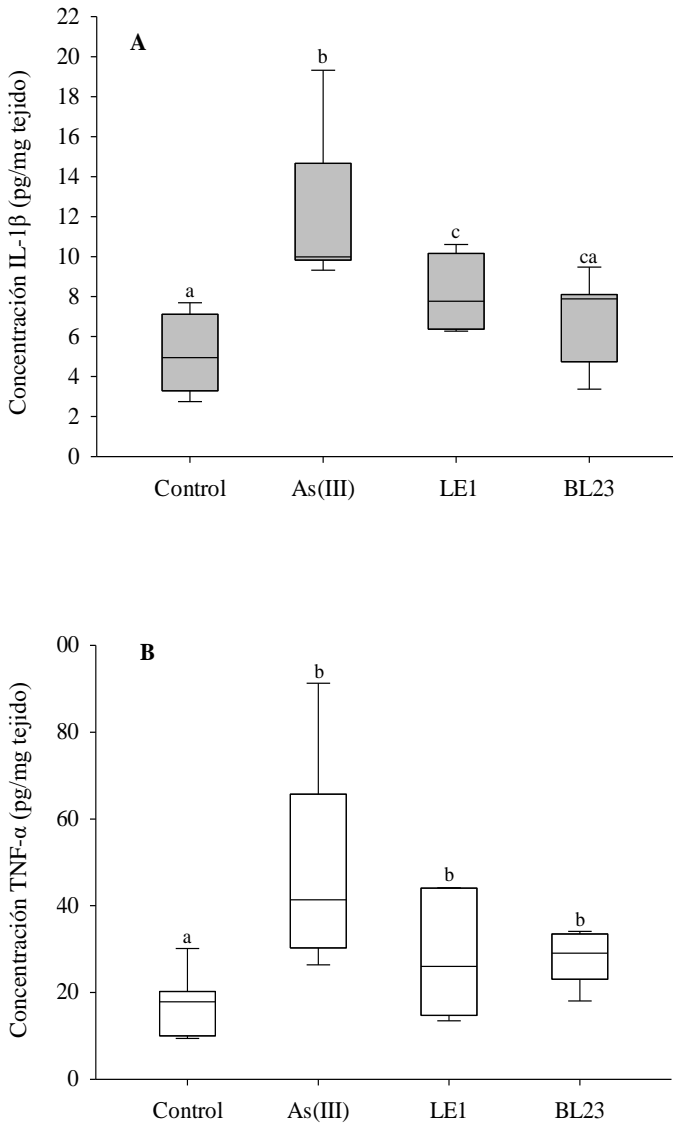 A
Concentración IL-1β (pg/mg tejido)
22
20
18
16
14
12
10
8
6
4
2
0
a
b
c
ca
Control As(III) LE1 BL23
B
Concentración TNF-α (pg/mg tejido)
00
80
60
40
20
0
a
b
b
b
Control As(III) LE1 BL23